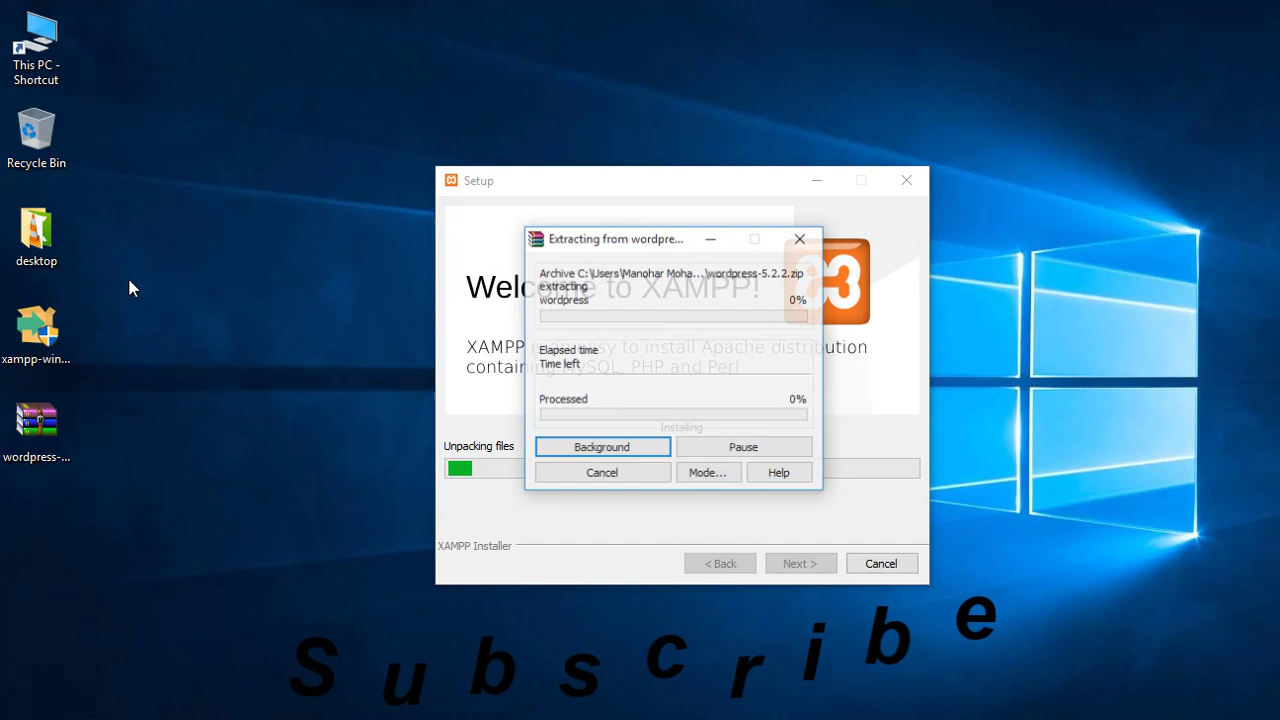 This PC -
Shortcut
Recycle Bin
desktop
xampp-win...
wordpress-...
Setup
Welcome to XAMPP!
XAMPP is an easy to install Apache distribution
containing MySQL, PHP and Perl
Installing
Unpacking files
XAMPP Installer
< Back
Next >
Cancel
Extracting from wordpre...
Archive C:\Users\Manohar Moha...\wordpress-5.2.2.zip
extracting
wordpress 0%
Elapsed time
Time left
Processed 0%
Background
Pause
Cancel
Mode...
Help
Subscribe